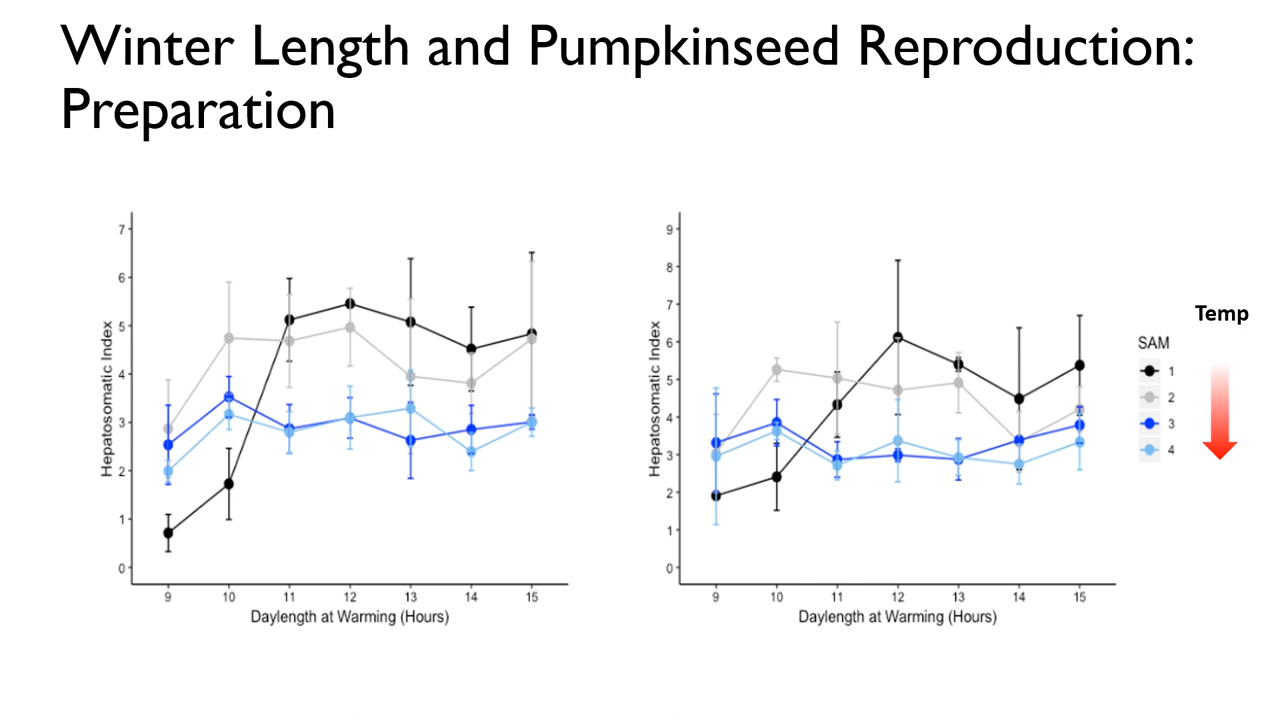 Winter Length and Pumpkinseed Reproduction:
Preparation
Hepatosomatic Index
7
6
5
4
3
2
1
0
9 10 11 12 13 14 15
Daylength at Warming (Hours)
Hepatosomatic Index
9
8
7
6
5
4
3
2
1
0
9 10 11 12 13 14 15
Daylength at Warming (Hours)
Temp
SAM
1
2
3
4